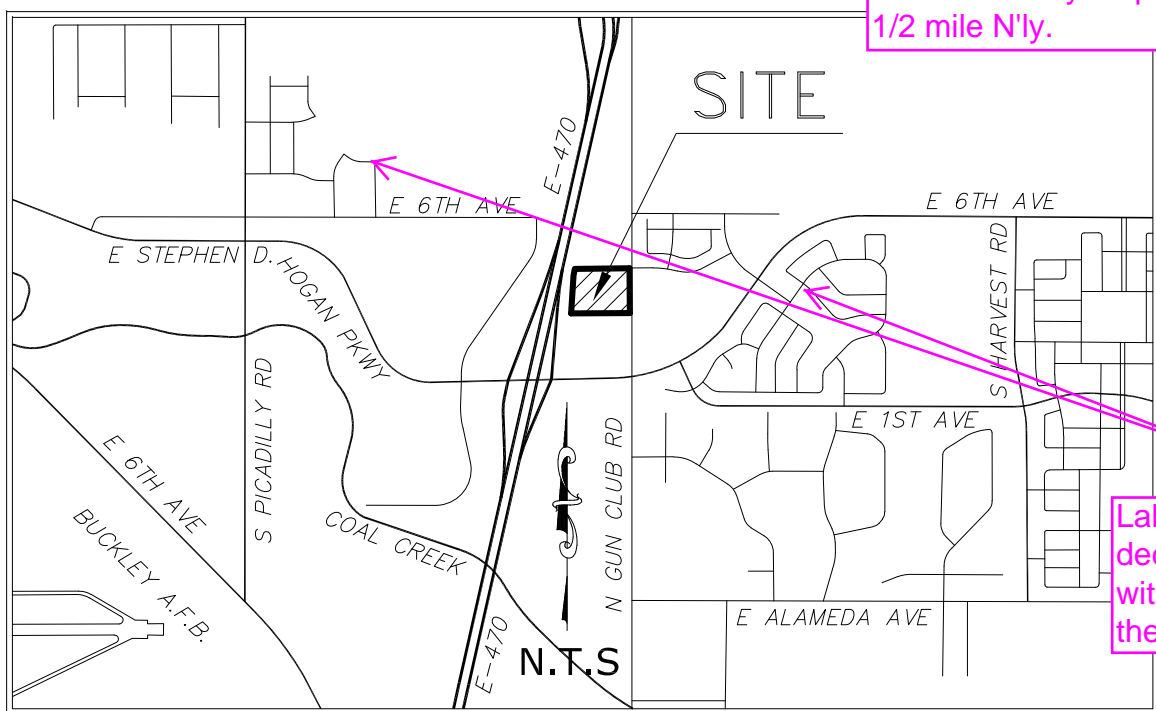 1/2 mile N'ly.
SITE
E-470
E 6TH AVE
E 6TH AVE
E STEPHEN D. HOGAN PKWY
S HARVEST RD
S PICADILLY RD
E 1ST AVE
N GUN CLUB RD
E 6TH AVE
COAL CREEK
BUCKLEY A.F.B.
E ALAMEDA AVE
E-470
N.T.S